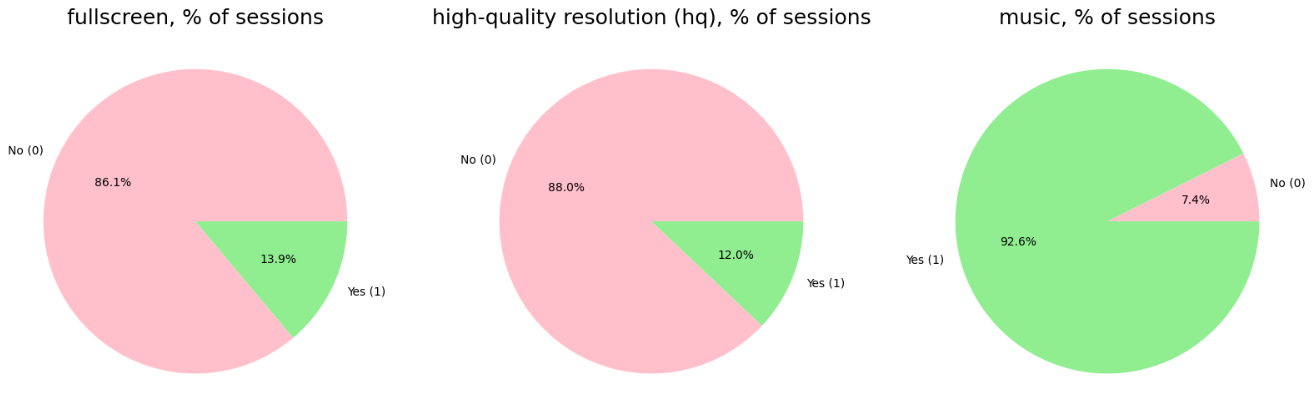 fullscreen, % of sessions
No (0)
86.1%
13.9%
Yes (1)
high-quality resolution (hq), % of sessions
No (0)
88.0%
12.0%
Yes (1)
music, % of sessions
No (0)
7.4%
92.6%
Yes (1)